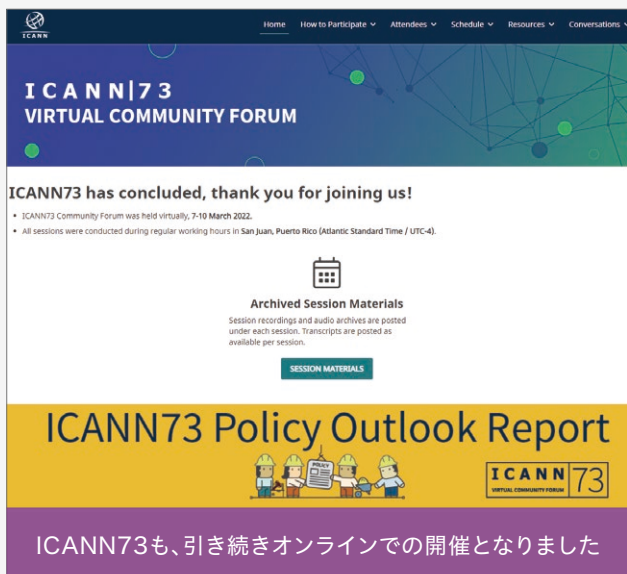 ICANN
Home How to Participate Attendees Schedule Resources Conversations
ICANN|73
VIRTUAL COMMUNITY FORUM
ICANN73 has concluded, thank you for joining us!
• ICANN73 Community Forum was held virtually, 7-10 March 2022.
• All sessions were conducted during regular working hours in San Juan, Puerto Rico (Atlantic Standard Time / UTC-4).
Archived Session Materials
Session recordings and audio archives are posted
under each session. Transcripts are posted as
available per session.
SESSION MATERIALS
ICANN73 Policy Outlook Report
POLICY
ICANN 73
VIRTUAL COMMUNITY FORUM
ICANN73も、引き続きオンラインでの開催となりました